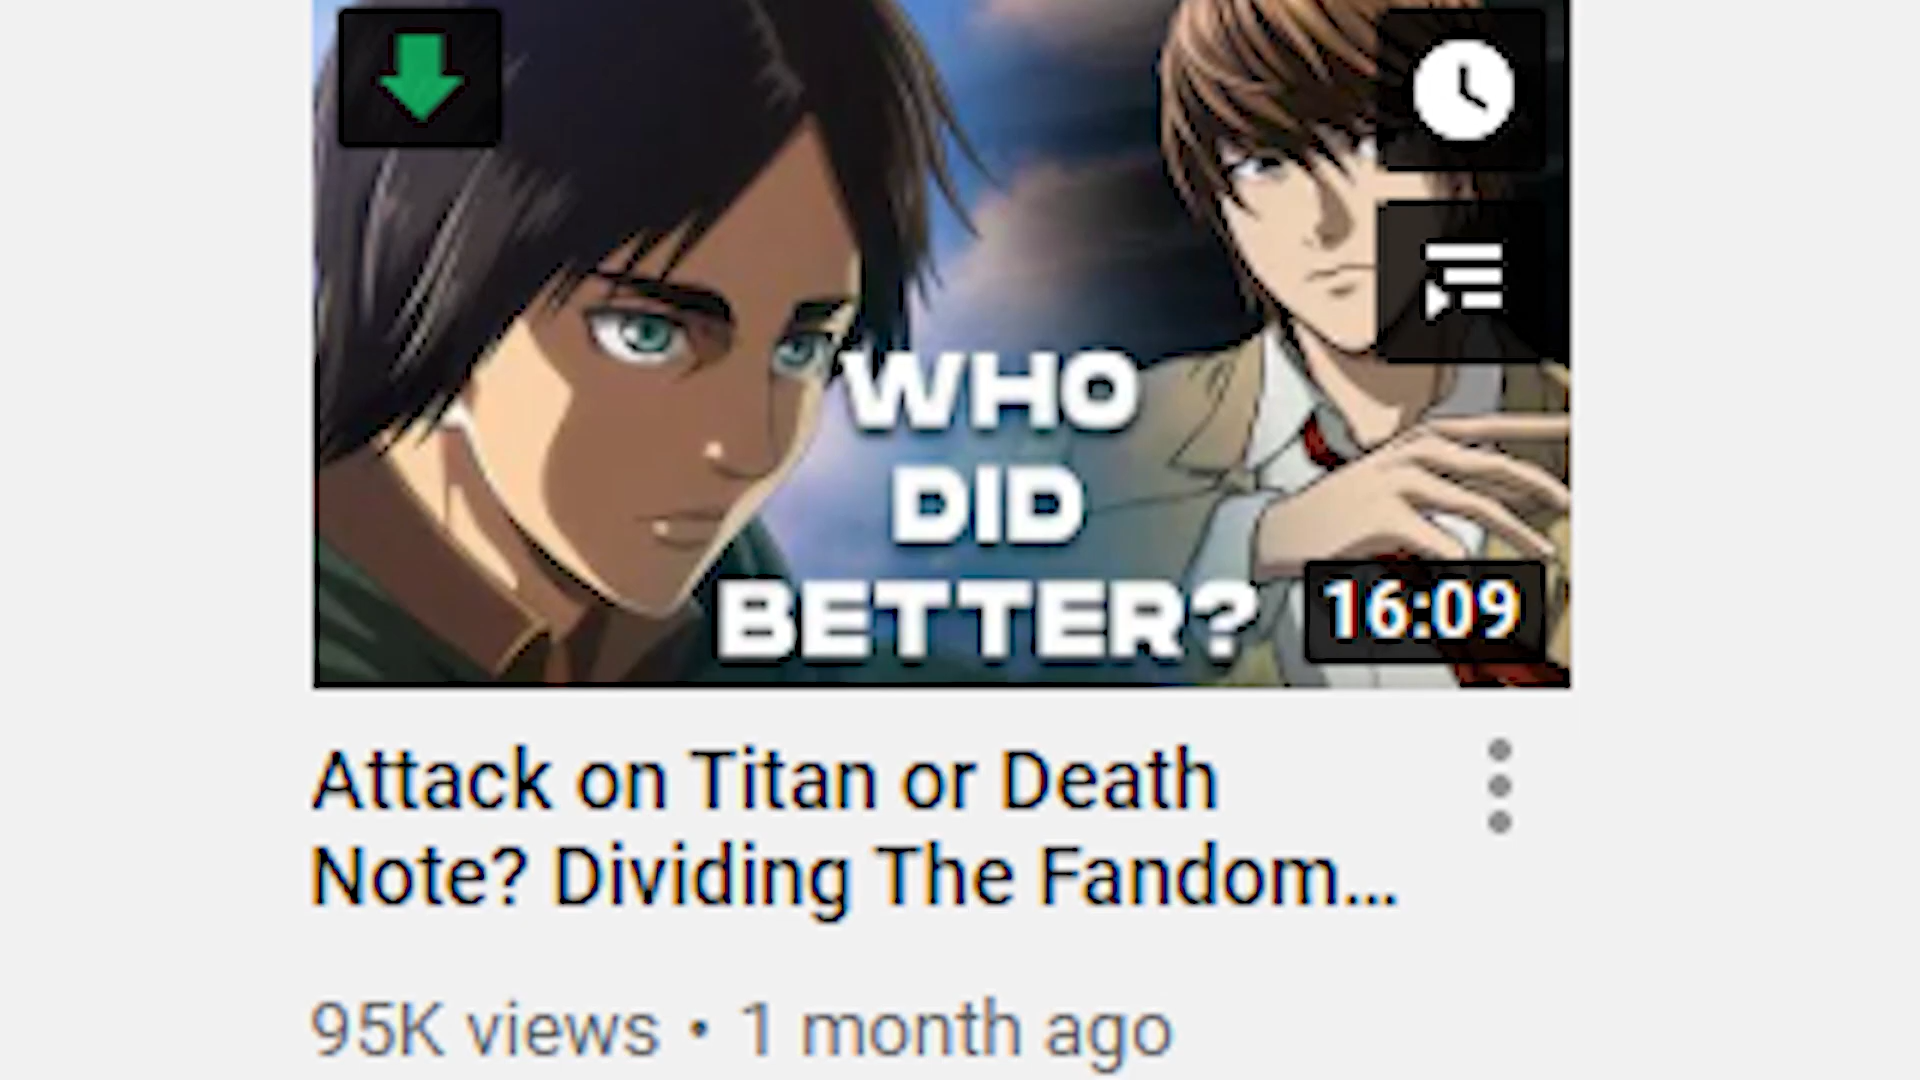 WHO
DID
BETTER?
16:09
Attack on Titan or Death
Note? Dividing The Fandom...
95K views • 1 month ago